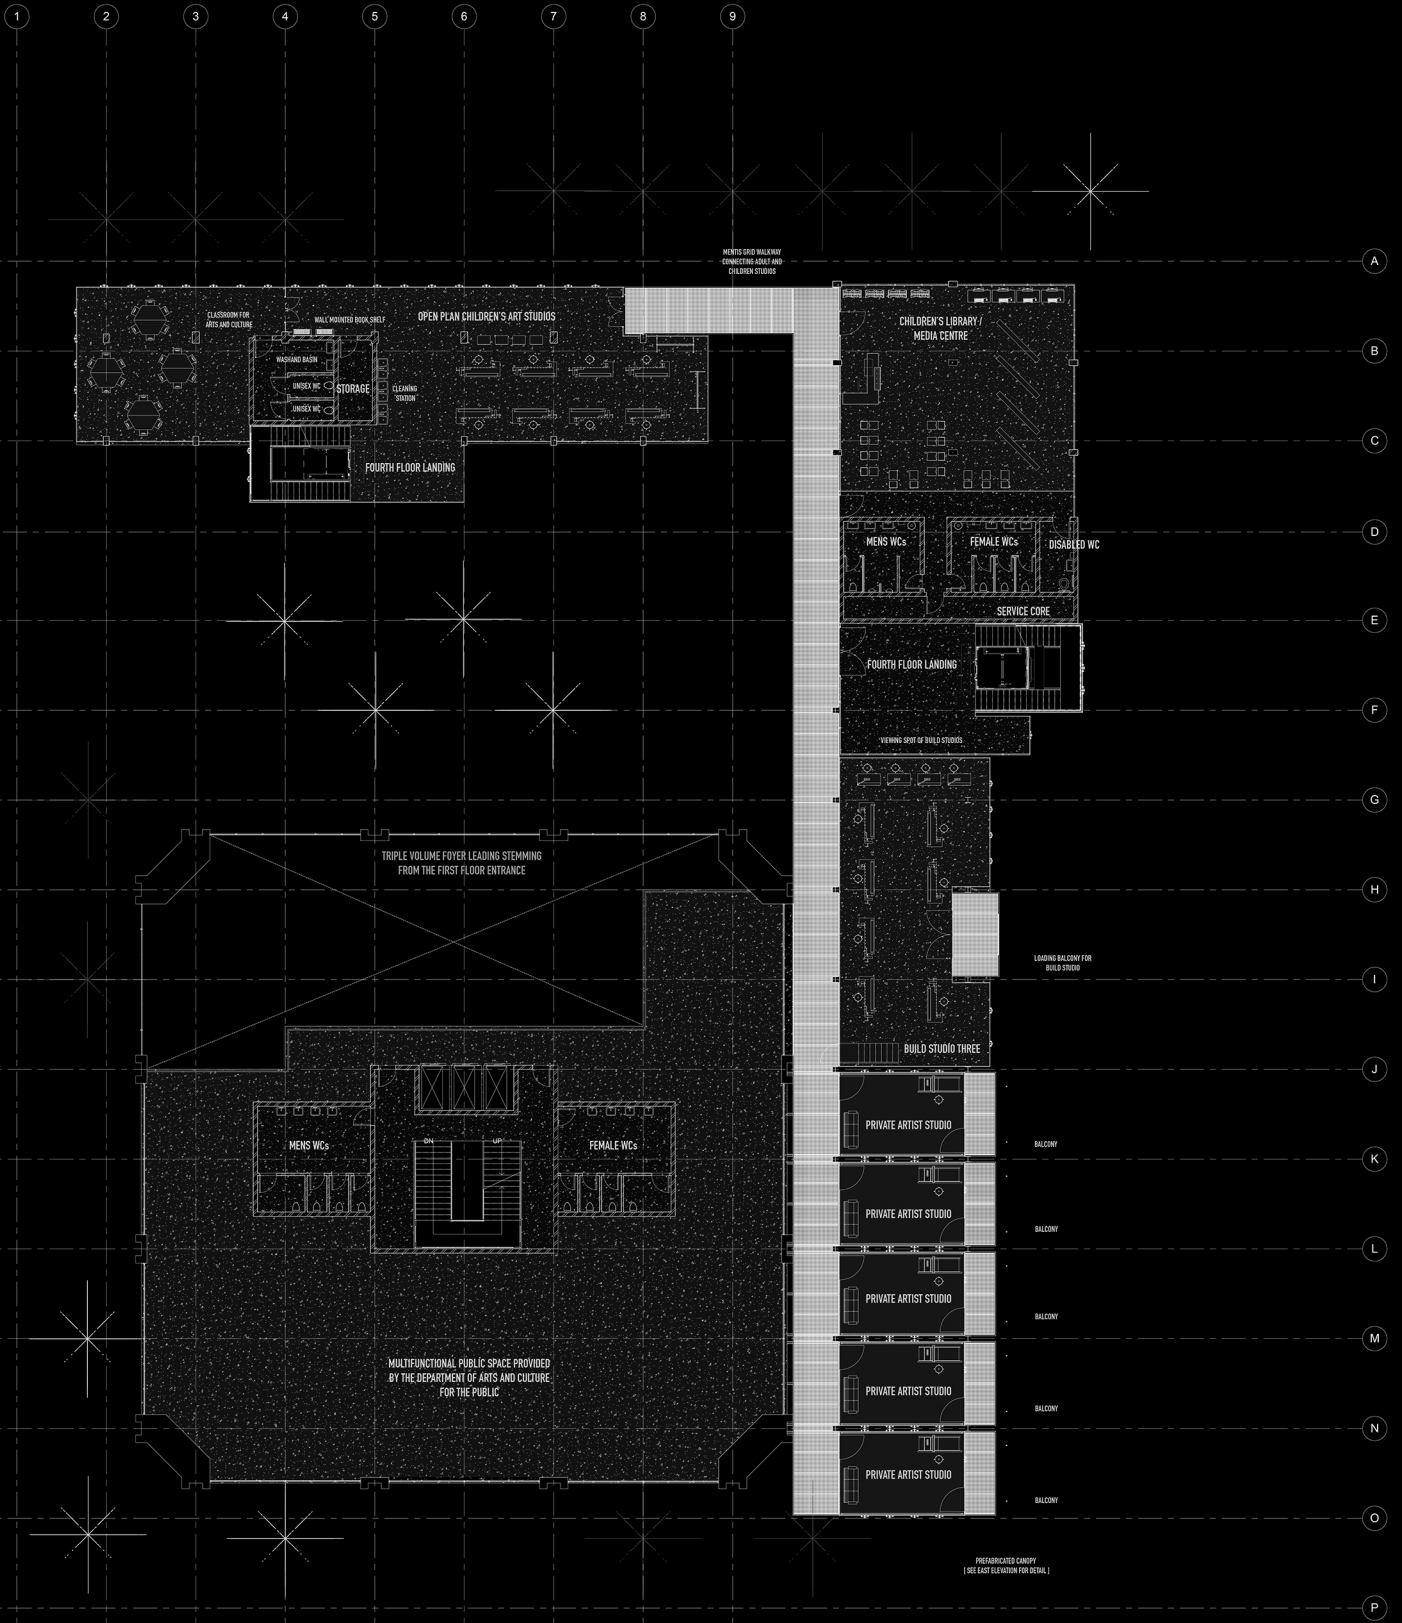 1 2 3 4 5 6 7 8 9
MENTIS GRID WALKWAY
CONNECTING ADULT AND
CHILDREN STUDIOS
A
CLASSROOM FOR
ARTS AND CULTURE
WALL MOUNTED BOOK SHELF
OPEN PLAN CHILDREN'S ART STUDIOS
CHILDREN'S LIBRARY /
MEDIA CENTRE
B
WASHAND BASIN
UNISEX WC
UNISEX WC
STORAGE
CLEANING
STATION
C
FOURTH FLOOR LANDING
D
MENS WCs
FEMALE WCs
DISABLED WC
SERVICE CORE
E
FOURTH FLOOR LANDING
F
VIEWING SPOT OF BUILD STUDIOS
G
TRIPLE VOLUME FOYER LEADING STEMMING
FROM THE FIRST FLOOR ENTRANCE
H
LOADING BALCONY FOR
BUILD STUDIO
I
BUILD STUDIO THREE
J
PRIVATE ARTIST STUDIO
MENS WCs
DN
UP
FEMALE WCs
BALCONY
K
PRIVATE ARTIST STUDIO
BALCONY
L
PRIVATE ARTIST STUDIO
BALCONY
M
MULTIFUNCTIONAL PUBLIC SPACE PROVIDED
BY THE DEPARTMENT OF ARTS AND CULTURE
FOR THE PUBLIC
PRIVATE ARTIST STUDIO
BALCONY
N
PRIVATE ARTIST STUDIO
BALCONY
O
PREFABRICATED CANOPY
[ SEE EAST ELEVATION FOR DETAIL ]
P